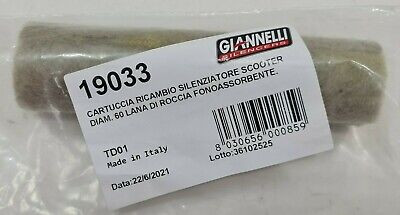 GIANNELLI
SILENCERS
19033
CARTUCCIA RICAMBIO SILENZIATORE SCOOTER
DIAM. 60 LANA DI ROCCIA FONOASSORBENTE.
TD01
Made in Italy
8 030656 000859
Data:22/6/2021
Lotto:36102525